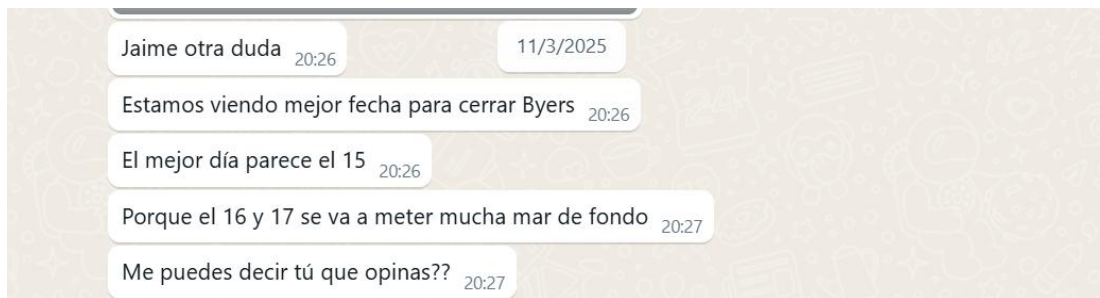 Jaime otra duda 20:26
11/3/2025
Estamos viendo mejor fecha para cerrar Byers 20:26
El mejor día parece el 15 20:26
Porque el 16 y 17 se va a meter mucha mar de fondo 20:27
Me puedes decir tú que opinas?? 20:27